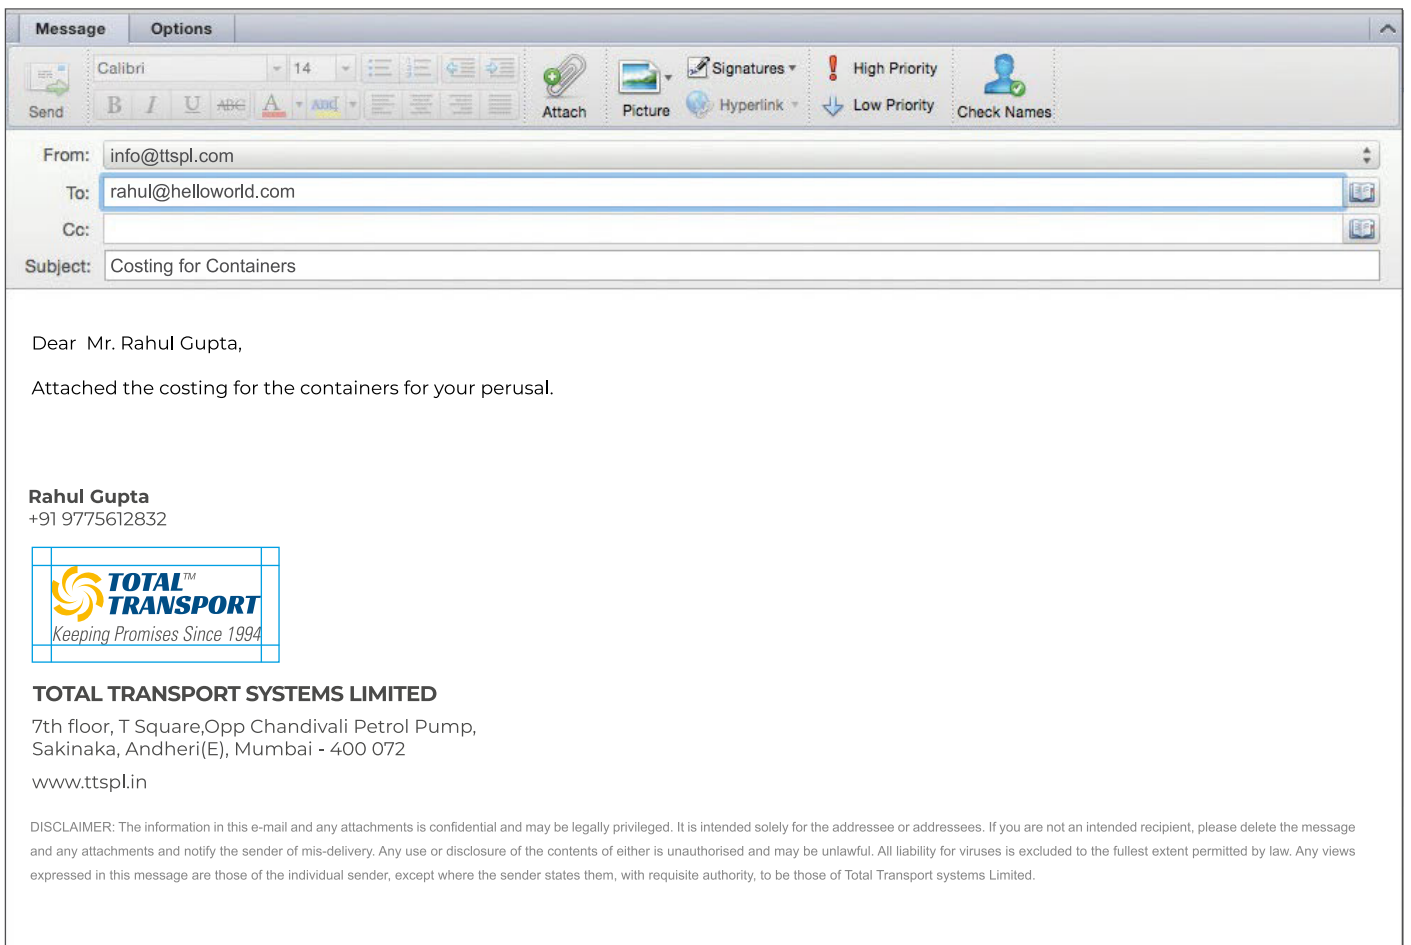 Message Options
Send
Calibri 14
B I U ABC A
Attach
Picture
Signatures
Hyperlink
High Priority
Low Priority
Check Names
From: info@ttspl.com
To: rahul@helloworld.com
Cc:
Subject: Costing for Containers
Dear Mr. Rahul Gupta,
Attached the costing for the containers for your perusal.
Rahul Gupta
+91 9775612832
TOTAL™
TRANSPORT
Keeping Promises Since 1994
TOTAL TRANSPORT SYSTEMS LIMITED
7th floor, T Square,Opp Chandivali Petrol Pump,
Sakinaka, Andheri(E), Mumbai - 400 072
www.ttspl.in
DISCLAIMER: The information in this e-mail and any attachments is confidential and may be legally privileged. It is intended solely for the addressee or addressees. If you are not an intended recipient, please delete the message
and any attachments and notify the sender of mis-delivery. Any use or disclosure of the contents of either is unauthorised and may be unlawful. All liability for viruses is excluded to the fullest extent permitted by law. Any views
expressed in this message are those of the individual sender, except where the sender states them, with requisite authority, to be those of Total Transport systems Limited.